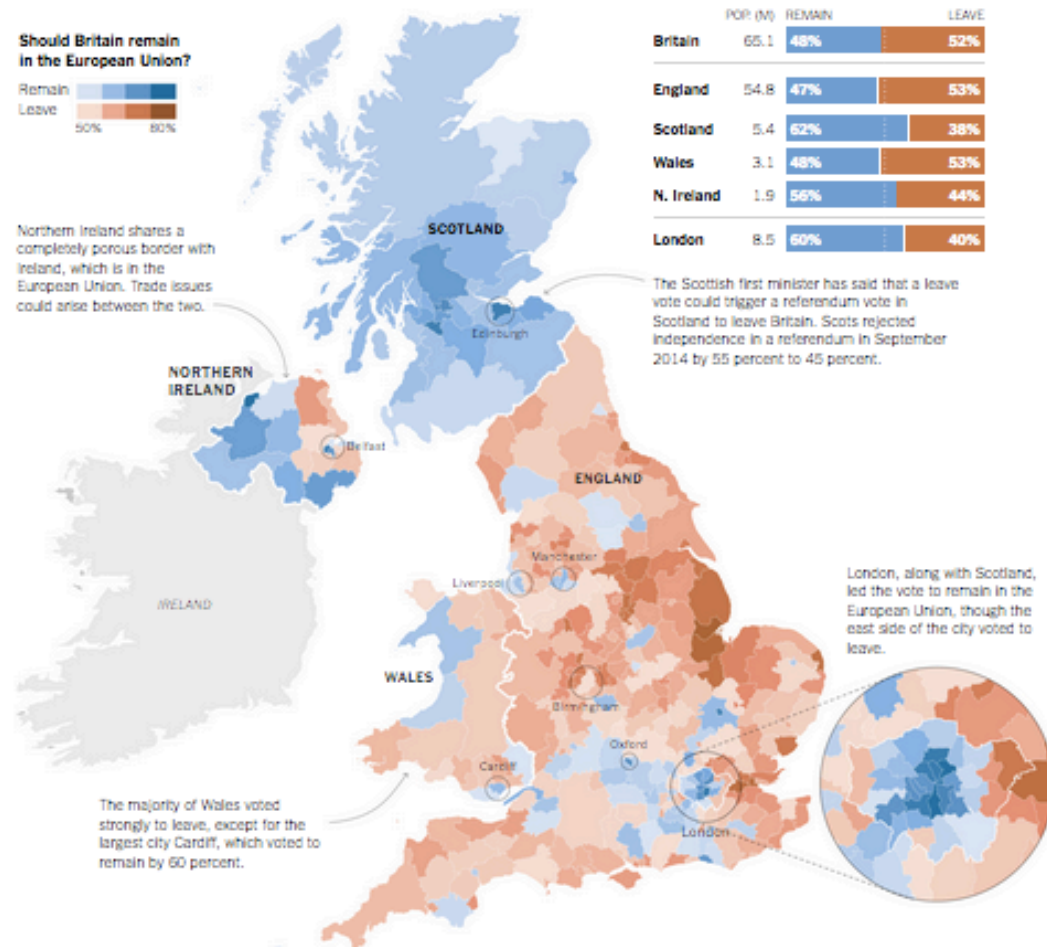 Should Britain remain
in the European Union?
Remain
Leave
50% 80%
POP. (M) REMAIN LEAVE
Britain 65.1 48% 52%
England 54.8 47% 53%
Scotland 5.4 62% 38%
Wales 3.1 48% 53%
N. Ireland 1.9 56% 44%
London 8.5 60% 40%
Northern Ireland shares a
completely porous border with
Ireland, which is in the
European Union. Trade issues
could arise between the two.
SCOTLAND
Edinburgh
The Scottish first minister has said that a leave
vote could trigger a referendum vote in
Scotland to leave Britain. Scots rejected
independence in a referendum in September
2014 by 55 percent to 45 percent.
NORTHERN
IRELAND
Belfast
ENGLAND
Manchester
Liverpool
IRELAND
London, along with Scotland,
led the vote to remain in the
European Union, though the
east side of the city voted to
leave.
WALES
Birmingham
Oxford
Cardiff
London
The majority of Wales voted
strongly to leave, except for the
largest city Cardiff, which voted to
remain by 60 percent.